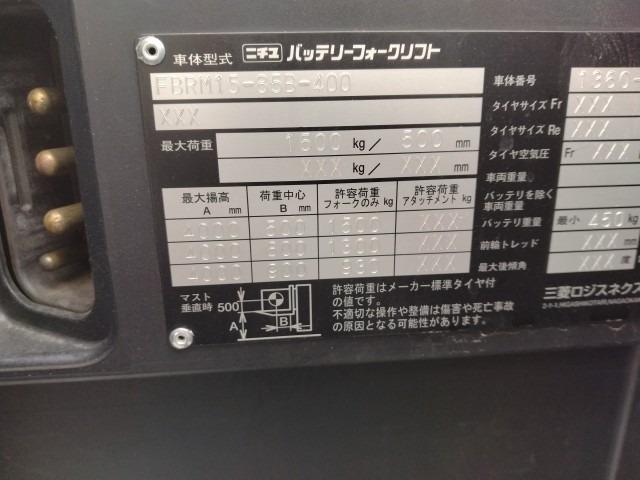 ニチユ バッテリーフォークリフト
車体型式
FBRM15-85B-400
XXX
最大荷重 1500 kg／ 500 mm
XXX kg／ XXX mm
最大揚高 A mm 荷重中心 B mm 許容荷重 フォークのみ kg 許容荷重 アタッチメント kg
4000 500 1500 XXX
4000 600 1300 XXX
4000 900 XXX
マスト垂直時 500 A B
許容荷重はメーカー標準タイヤ付
の値です。
不適切な操作や整備は傷害や死亡事故
の原因となる可能性があります。
車体番号 1360-
タイヤサイズ Fr XXX
タイヤサイズ Re XXX
タイヤ空気圧 Fr XXX
車両重量
バッテリを除く
車両重量
バッテリ重量 最小 450 kg
前輪トレッド XXX mm
最大後傾角 XXX 度
三菱ロジスネクス